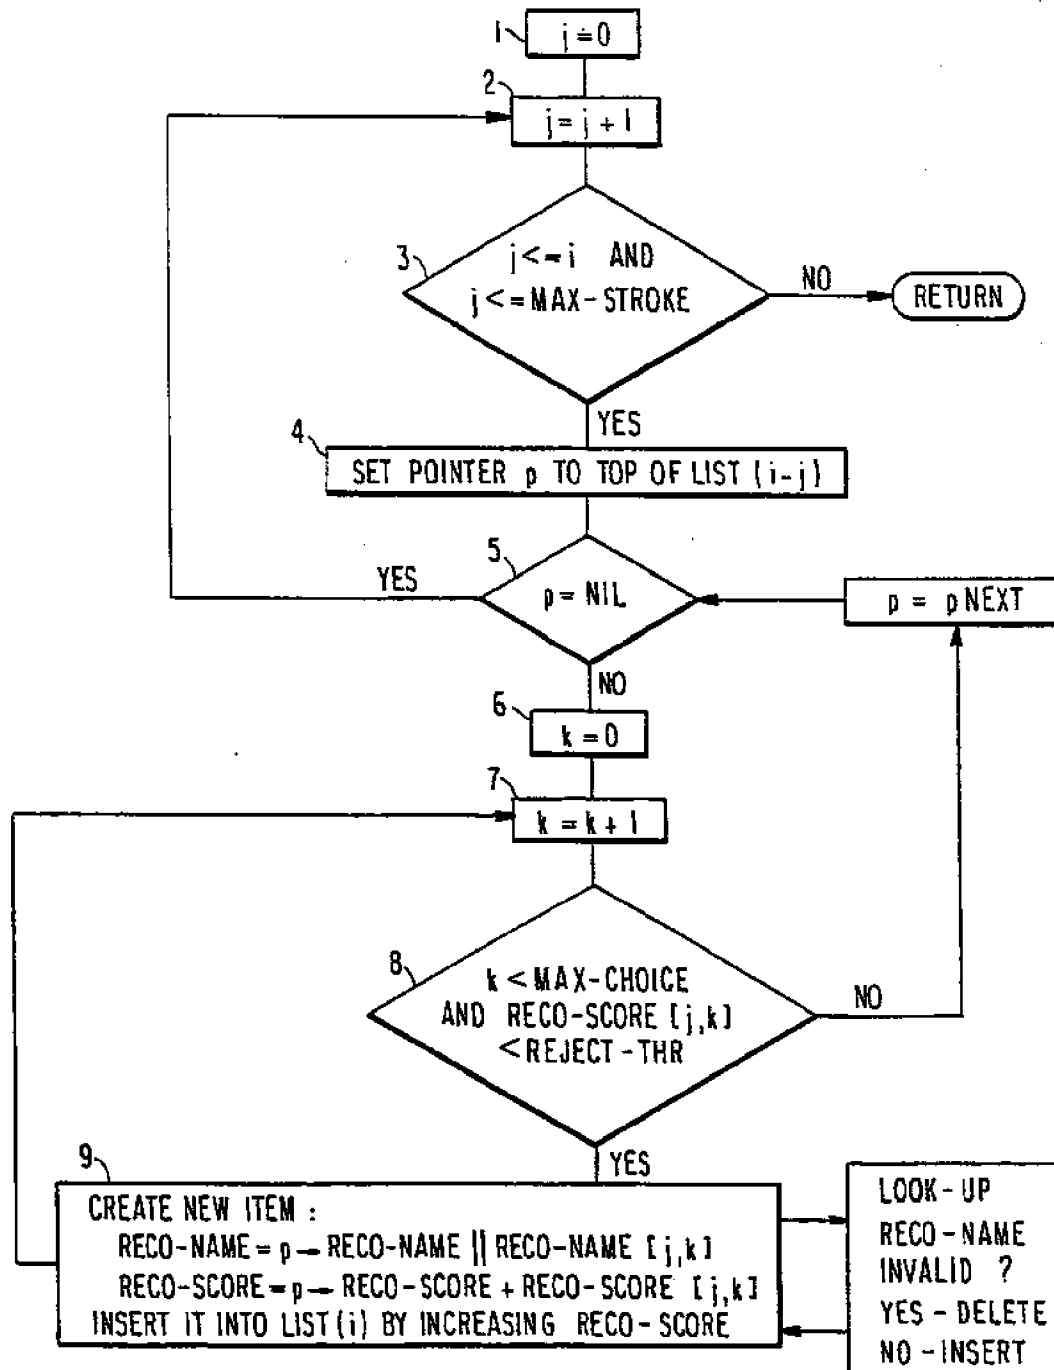 1
j=0
2
j=j+1
3
j<=i AND
j<=MAX-STROKE
NO
RETURN
YES
4
SET POINTER p TO TOP OF LIST (i-j)
5
YES
p=NIL
p = p NEXT
NO
6
k=0
7
k=k+1
8
k<MAX-CHOICE
AND RECO-SCORE [j,k]
<REJECT-THR
NO
YES
9
CREATE NEW ITEM :
RECO-NAME=p→RECO-NAME || RECO-NAME [j,k]
RECO-SCORE=p→RECO-SCORE + RECO-SCORE [j,k]
INSERT IT INTO LIST(i) BY INCREASING RECO-SCORE
LOOK-UP
RECO-NAME
INVALID ?
YES-DELETE
NO-INSERT